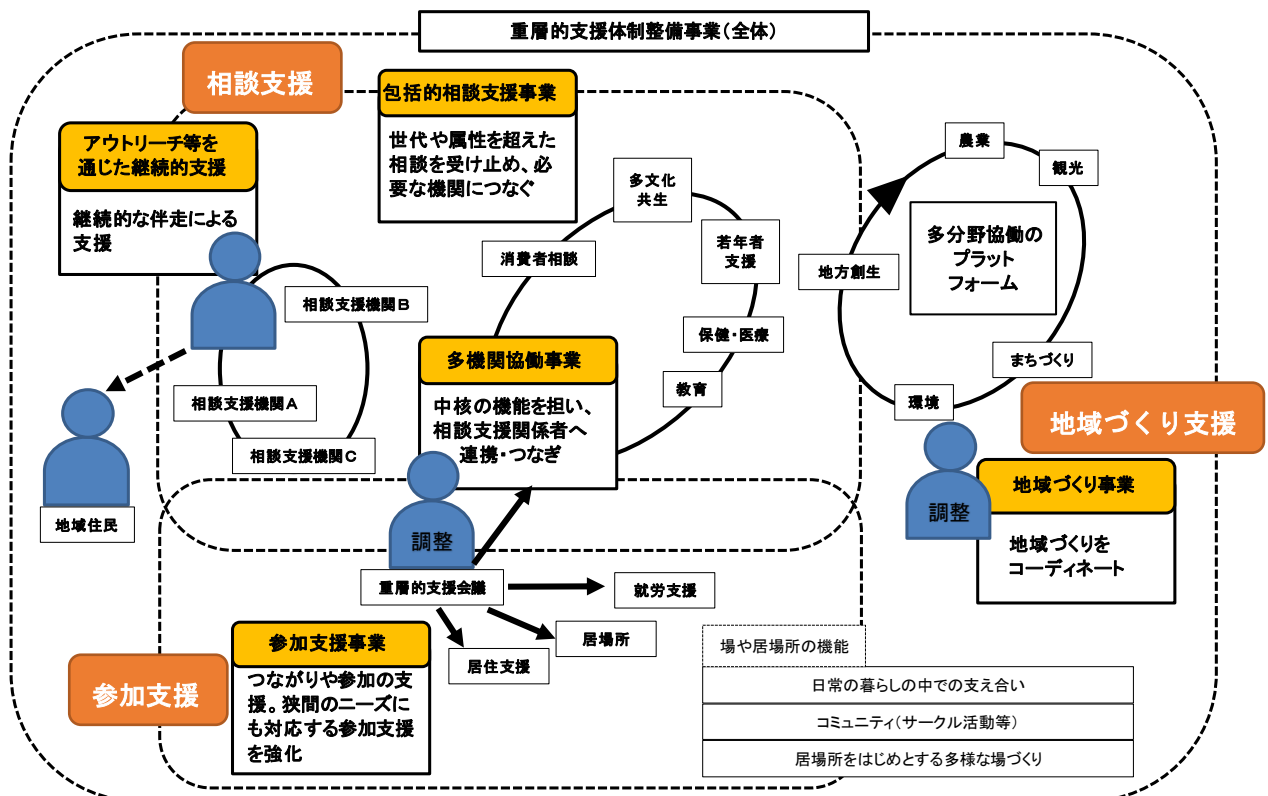 重層的支援体制整備事業(全体)
相談支援
包括的相談支援事業
世代や属性を超えた
相談を受け止め、必
要な機関につなぐ
アウトリーチ等を
通じた継続的支援
継続的な伴走による
支援
相談支援機関B
相談支援機関A
相談支援機関C
地域住民
消費者相談
多文化
共生
若年者
支援
保健・医療
教育
多機関協働事業
中核の機能を担い、
相談支援関係者へ
連携・つなぎ
調整
重層的支援会議
就労支援
居場所
居住支援
農業
観光
地方創生
多分野協働の
プラット
フォーム
まちづくり
環境
地域づくり支援
調整
地域づくり事業
地域づくりを
コーディネート
参加支援
参加支援事業
つながりや参加の支
援。狭間のニーズに
も対応する参加支援
を強化
場や居場所の機能
日常の暮らしの中での支え合い
コミュニティ(サークル活動等)
居場所をはじめとする多様な場づくり